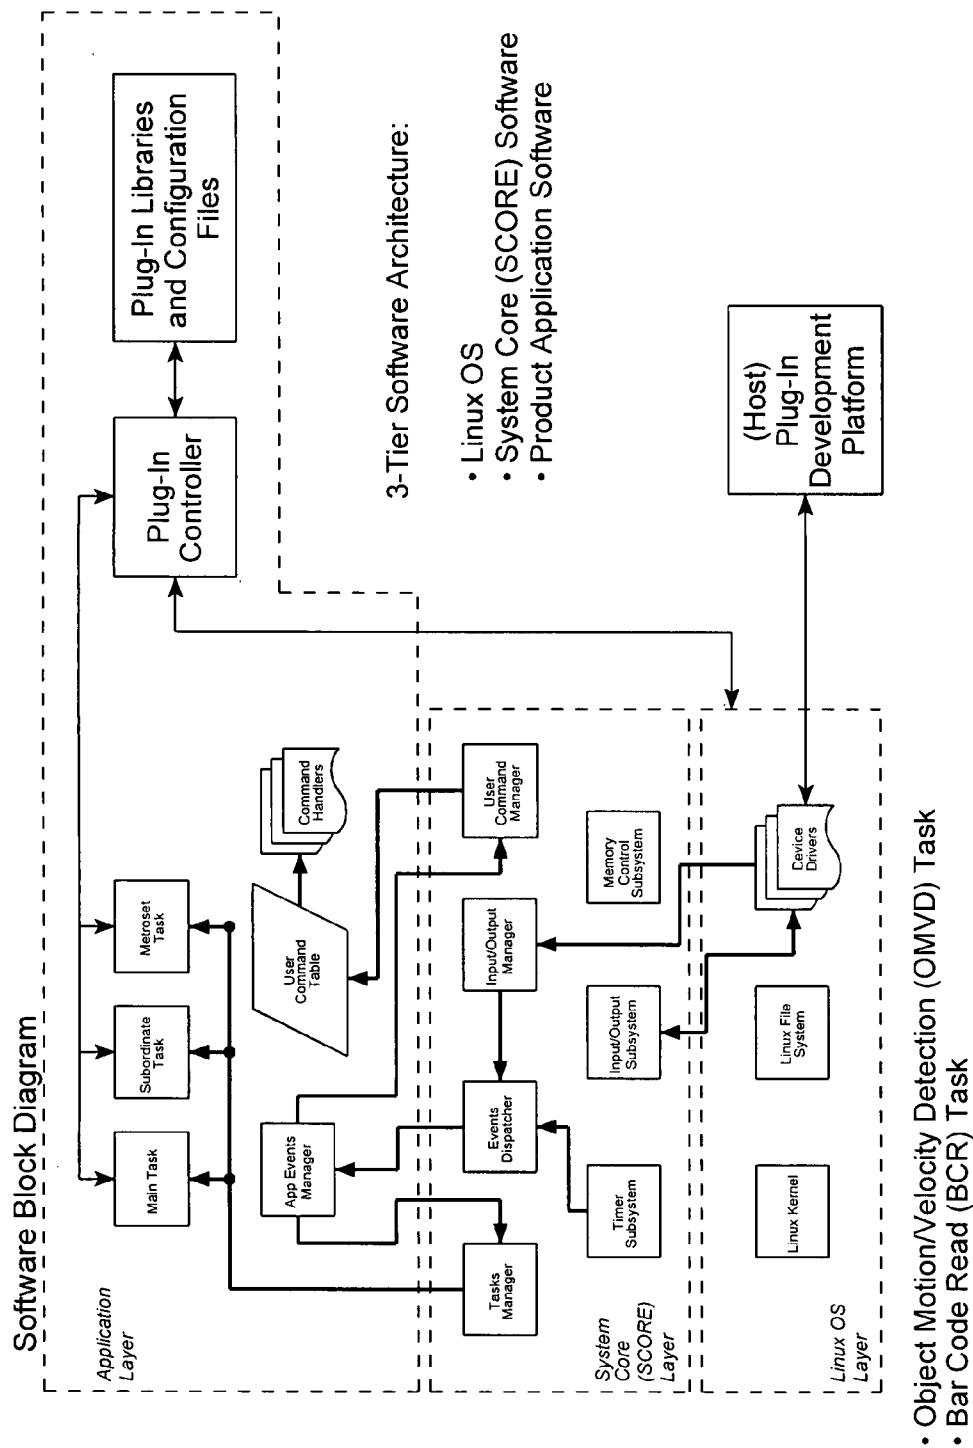 Software Block Diagram
Application
Layer
Main Task
Subordinate
Task
Metroset
Task
Plug-In
Controller
Plug-In Libraries
and Configuration
Files
App Events
Manager
User
Command
Table
Command
Handlers
3-Tier Software Architecture:
• Linux OS
• System Core (SCORE) Software
• Product Application Software
System
Core
(SCORE)
Layer
Tasks
Manager
Events
Dispatcher
Input/Output
Manager
User
Command
Manager
Timer
Subsystem
Input/Output
Subsystem
Memory
Control
Subsystem
Linux OS
Layer
Linux Kernel
Linux File
System
Device
Drivers
(Host)
Plug-In
Development
Platform
• Object Motion/Velocity Detection (OMVD) Task
• Bar Code Read (BCR) Task